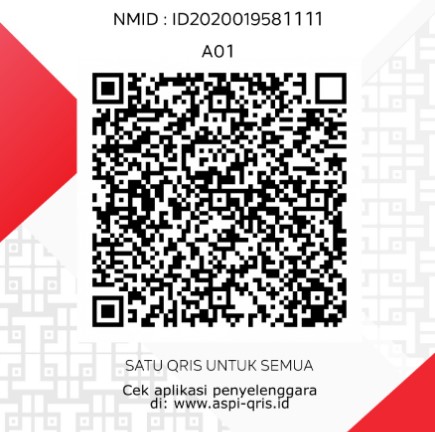 NMID : ID2020019581111
A01
SATU QRIS UNTUK SEMUA
Cek aplikasi penyelenggara
di: www.aspi-qris.id